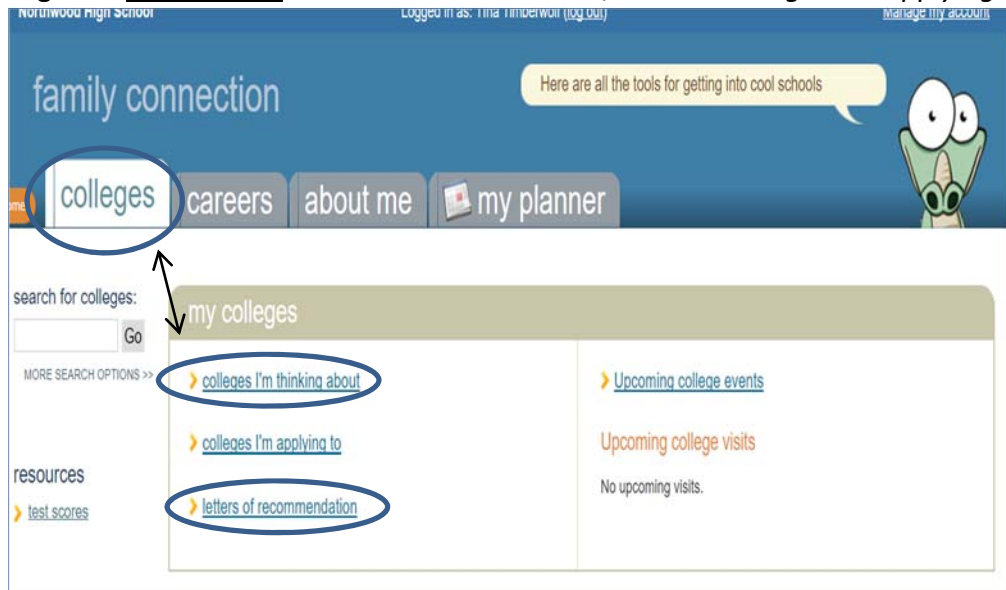 Northwood High School Logged in as: Tina Timberwolf (log out) Manage my account
family connection
Here are all the tools for getting into cool schools
colleges careers about me my planner
search for colleges:
Go
MORE SEARCH OPTIONS >>
resources
test scores
my colleges
colleges I'm thinking about
colleges I'm applying to
letters of recommendation
Upcoming college events
Upcoming college visits
No upcoming visits.